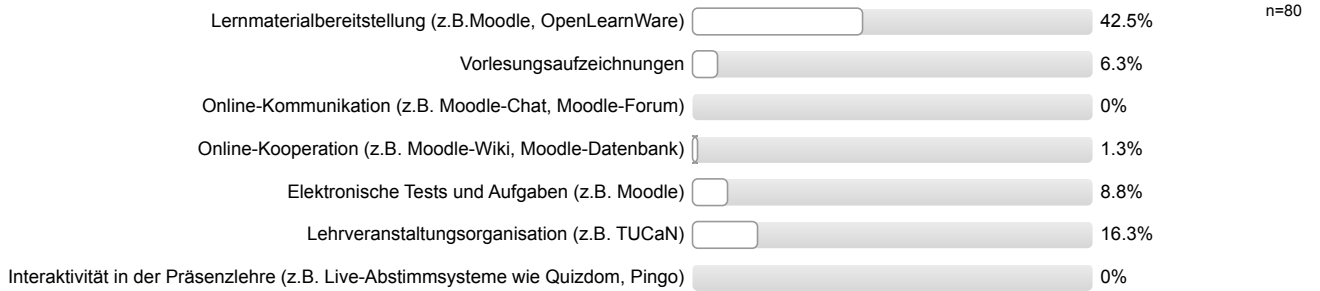 Lernmaterialbereitstellung (z.B.Moodle, OpenLearnWare) 42.5% n=80
Vorlesungsaufzeichnungen 6.3%
Online-Kommunikation (z.B. Moodle-Chat, Moodle-Forum) 0%
Online-Kooperation (z.B. Moodle-Wiki, Moodle-Datenbank) 1.3%
Elektronische Tests und Aufgaben (z.B. Moodle) 8.8%
Lehrveranstaltungsorganisation (z.B. TUCaN) 16.3%
Interaktivität in der Präsenzlehre (z.B. Live-Abstimmsysteme wie Quizdom, Pingo) 0%